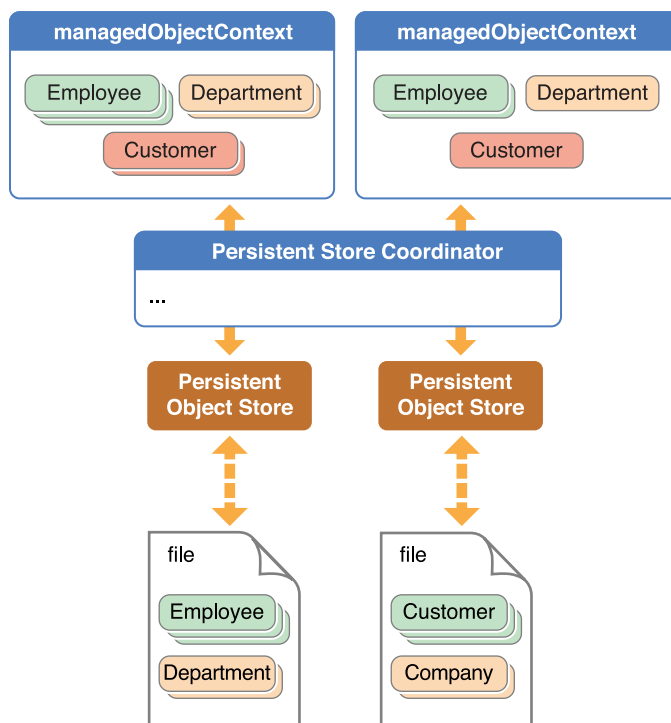 managedObjectContext
Employee
Department
Customer
managedObjectContext
Employee
Department
Customer
Persistent Store Coordinator
...
Persistent
Object Store
Persistent
Object Store
file
Employee
Department
file
Customer
Company